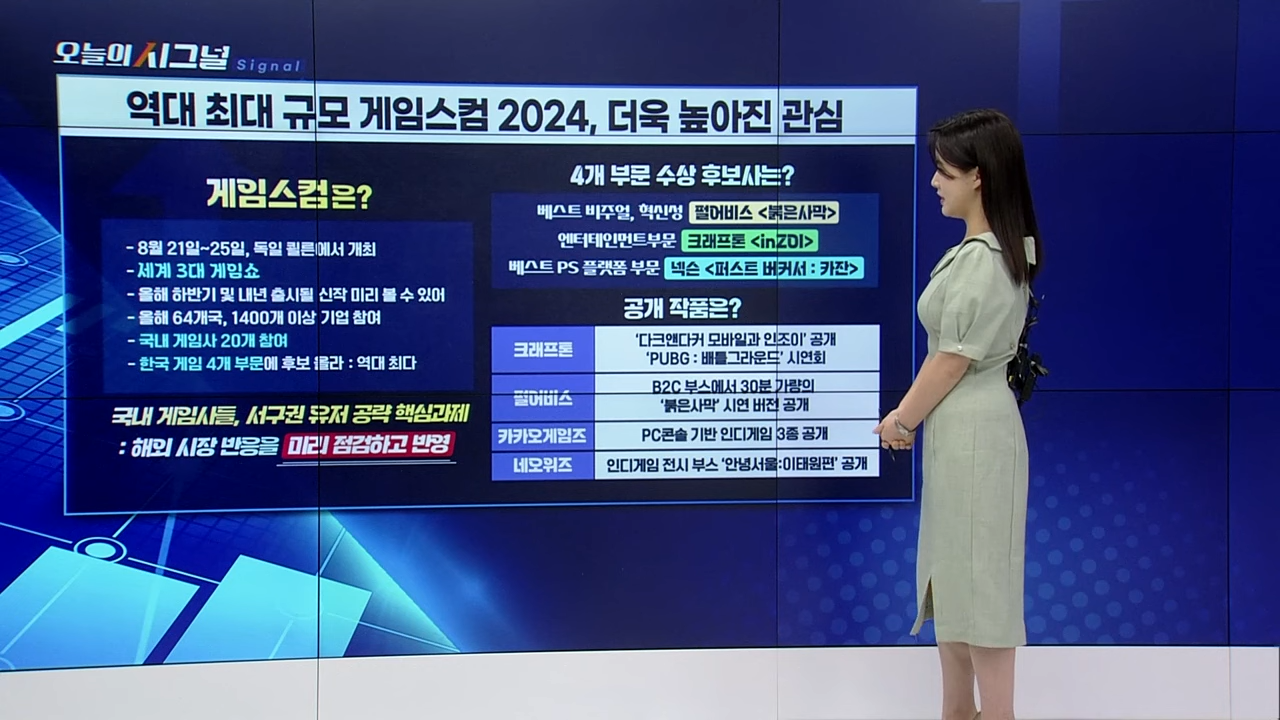 오늘의 시그널 Signal
역대 최대 규모 게임스컴 2024, 더욱 높아진 관심
게임스컴은?
- 8월 21일~25일, 독일 쾰른에서 개최
- 세계 3대 게임쇼
- 올해 하반기 및 내년 출시될 신작 미리 볼 수 있어
- 올해 64개국, 1400개 이상 기업 참여
- 국내 게임사 20개 참여
- 한국 게임 4개 부문에 후보 올라 : 역대 최다
국내 게임사들, 서구권 유저 공략 핵심과제
: 해외 시장 반응을 미리 점검하고 반영
4개 부문 수상 후보사는?
베스트 비주얼, 혁신성 펄어비스 <붉은사막>
엔터테인먼트부문 크래프톤 <inZOI>
베스트 PS 플랫폼 부문 넥슨 <퍼스트 버커서 : 카잔>
공개 작품은?
크래프톤
'다크앤다커 모바일과 인조이' 공개
'PUBG : 배틀그라운드' 시연회
펄어비스
B2C 부스에서 30분 가량의
'붉은사막' 시연 버전 공개
카카오게임즈
PC콘솔 기반 인디게임 3종 공개
네오위즈
인디게임 전시 부스 '안녕서울:이태원편' 공개